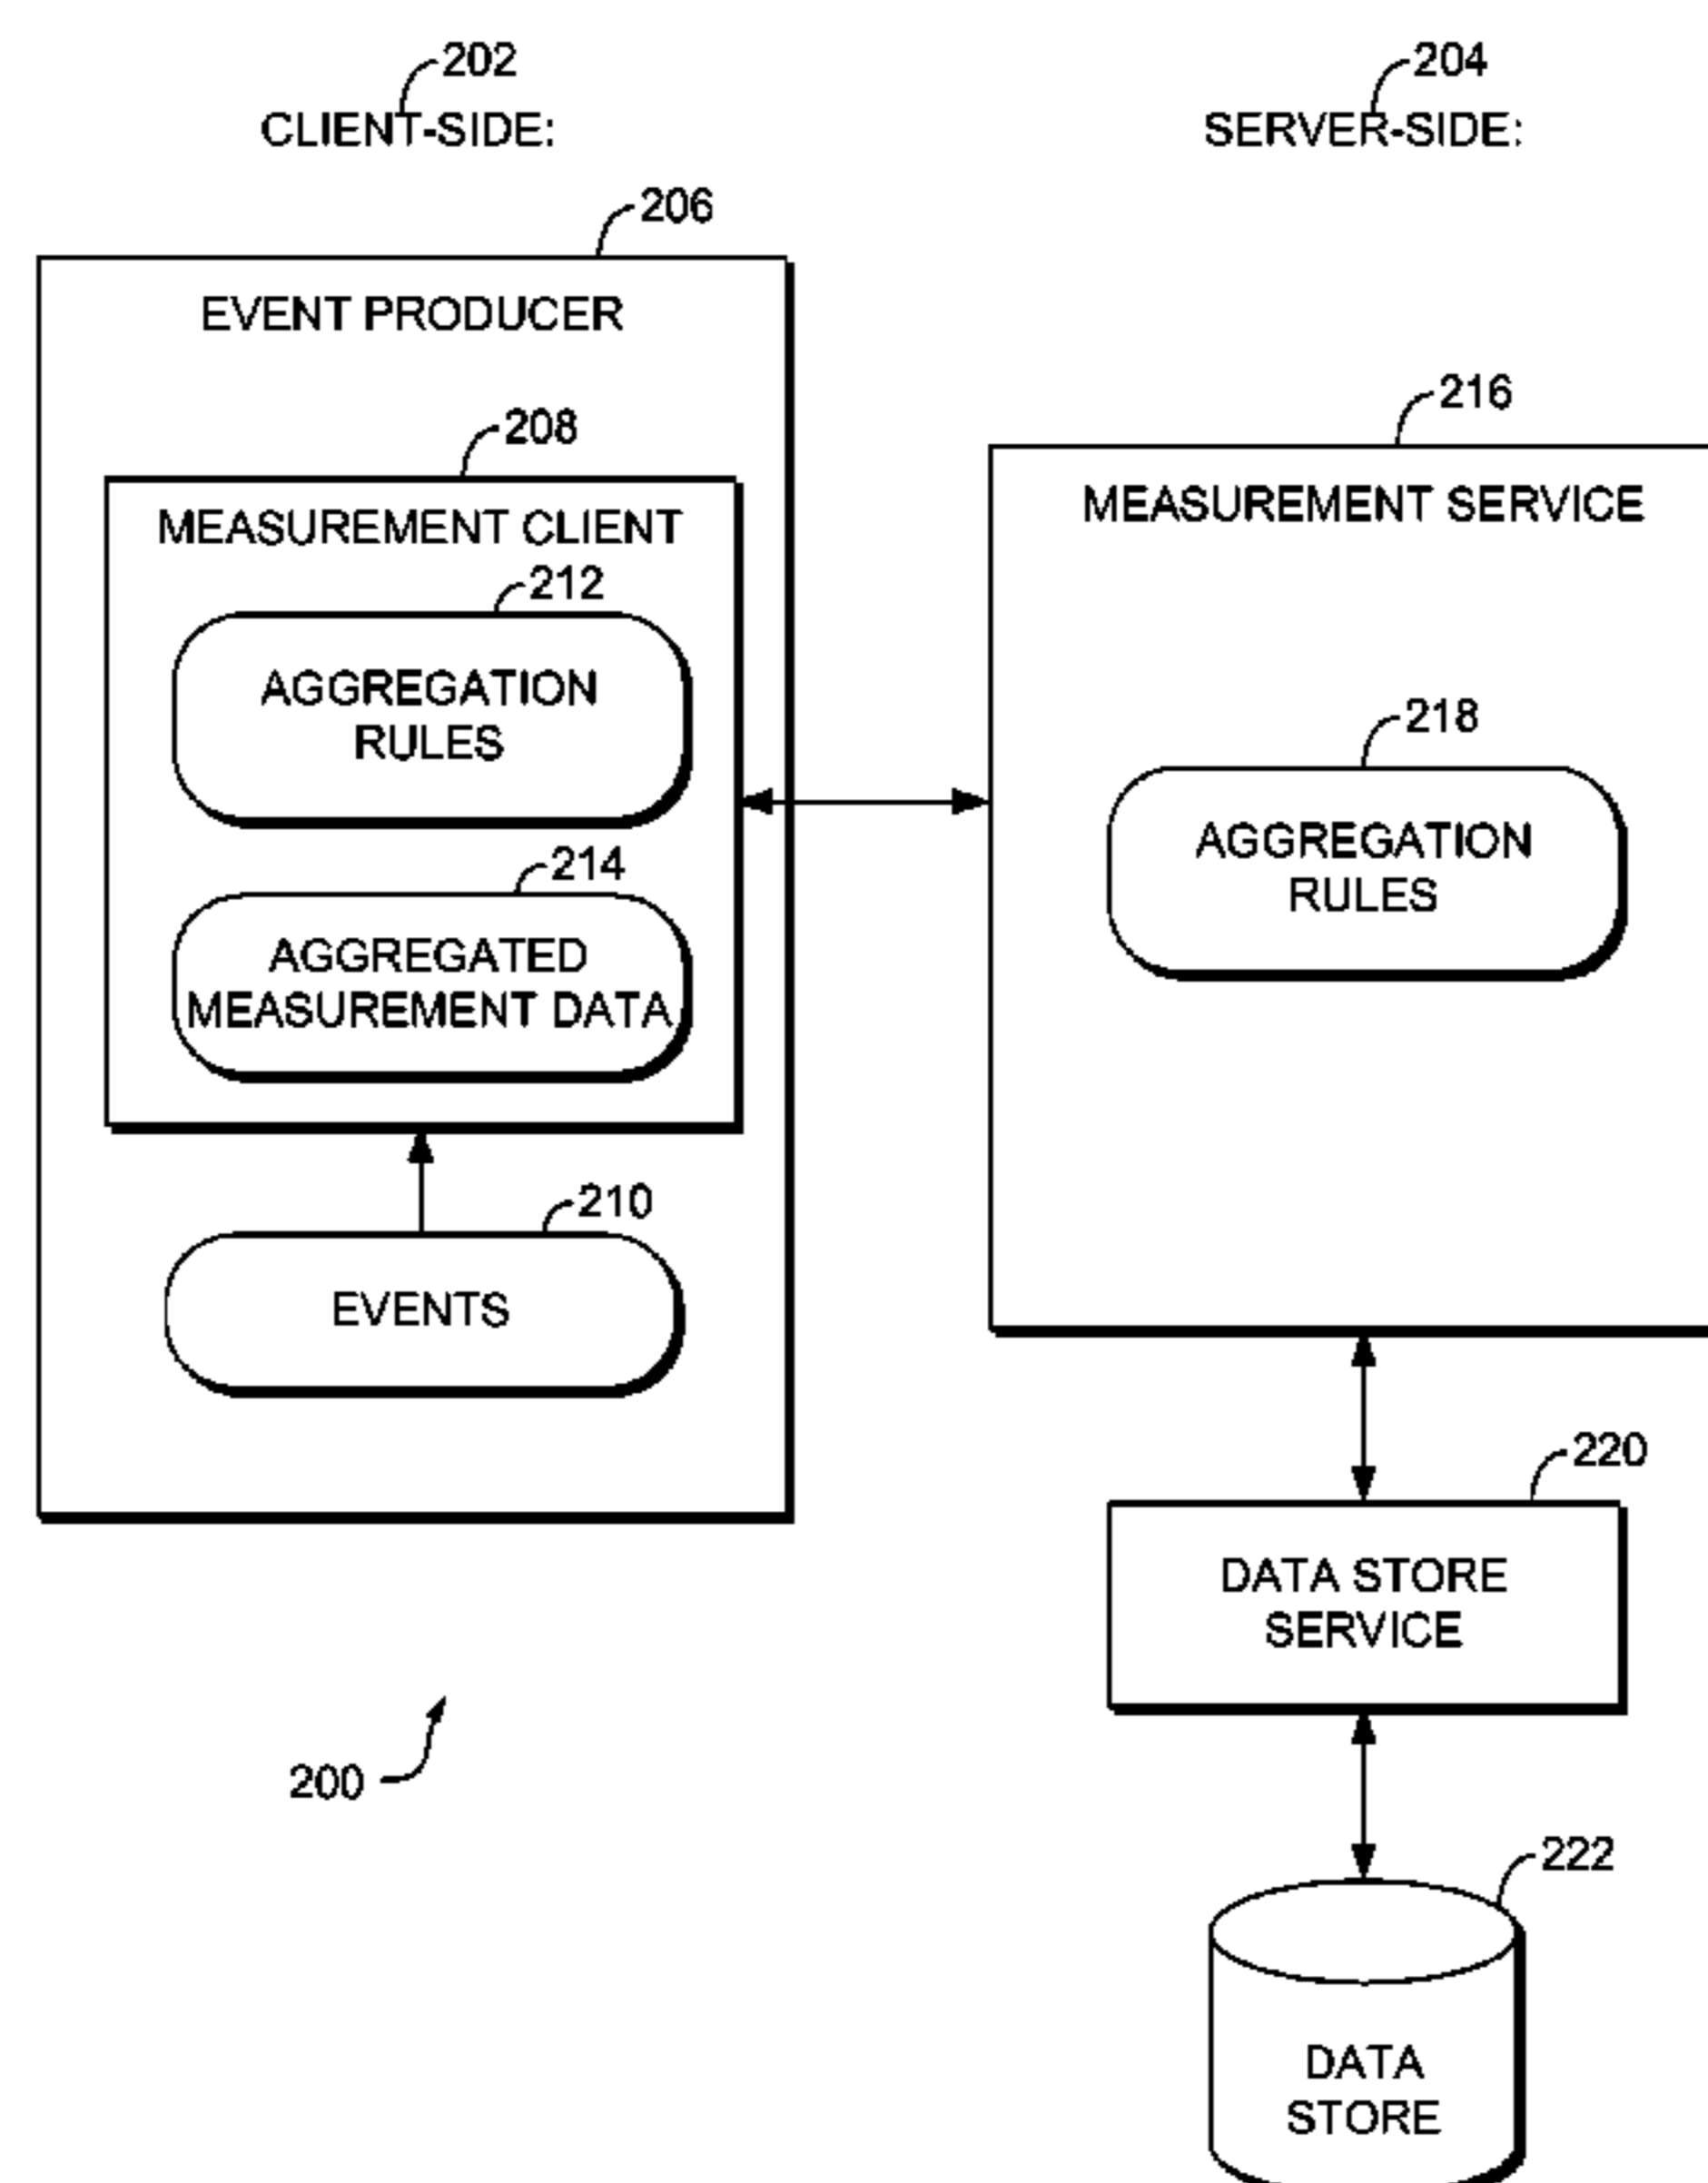 202
CLIENT-SIDE:
204
SERVER-SIDE:
206
EVENT PRODUCER
208
MEASUREMENT CLIENT
212
AGGREGATION
RULES
214
AGGREGATED
MEASUREMENT DATA
210
EVENTS
216
MEASUREMENT SERVICE
218
AGGREGATION
RULES
220
DATA STORE
SERVICE
200
222
DATA
STORE